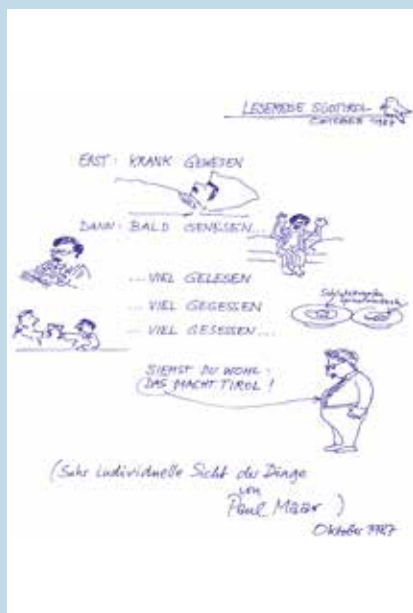 LESEREISE SÜDTIROL
OKTOBER 1987
ERST: KRANK GEWESEN
DANN: BALD GENESEN...
...VIEL GELESEN
...VIEL GEGESSEN
...VIEL GESESSEN...
SIEHST DU WOHL:
DAS MACHT TIROL!
(Sehr individuelle Sicht der Dinge
von
Paul Maar)
Oktober 1987